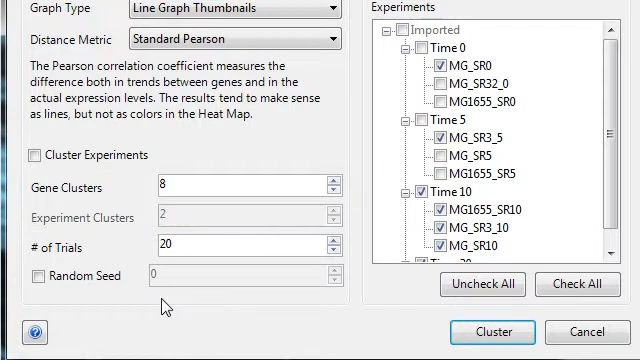 Graph Type
Line Graph Thumbnails
Distance Metric
Standard Pearson
The Pearson correlation coefficient measures the
difference both in trends between genes and in the
actual expression levels. The results tend to make sense
as lines, but not as colors in the Heat Map.
Cluster Experiments
Gene Clusters
8
Experiment Clusters
2
# of Trials
20
Random Seed
0
Experiments
Imported
Time 0
MG_SR0
MG_SR32_0
MG1655_SR0
Time 5
MG_SR3_5
MG_SR5
MG1655_SR5
Time 10
MG1655_SR10
MG_SR3_10
MG_SR10
Uncheck All
Check All
?
Cluster
Cancel